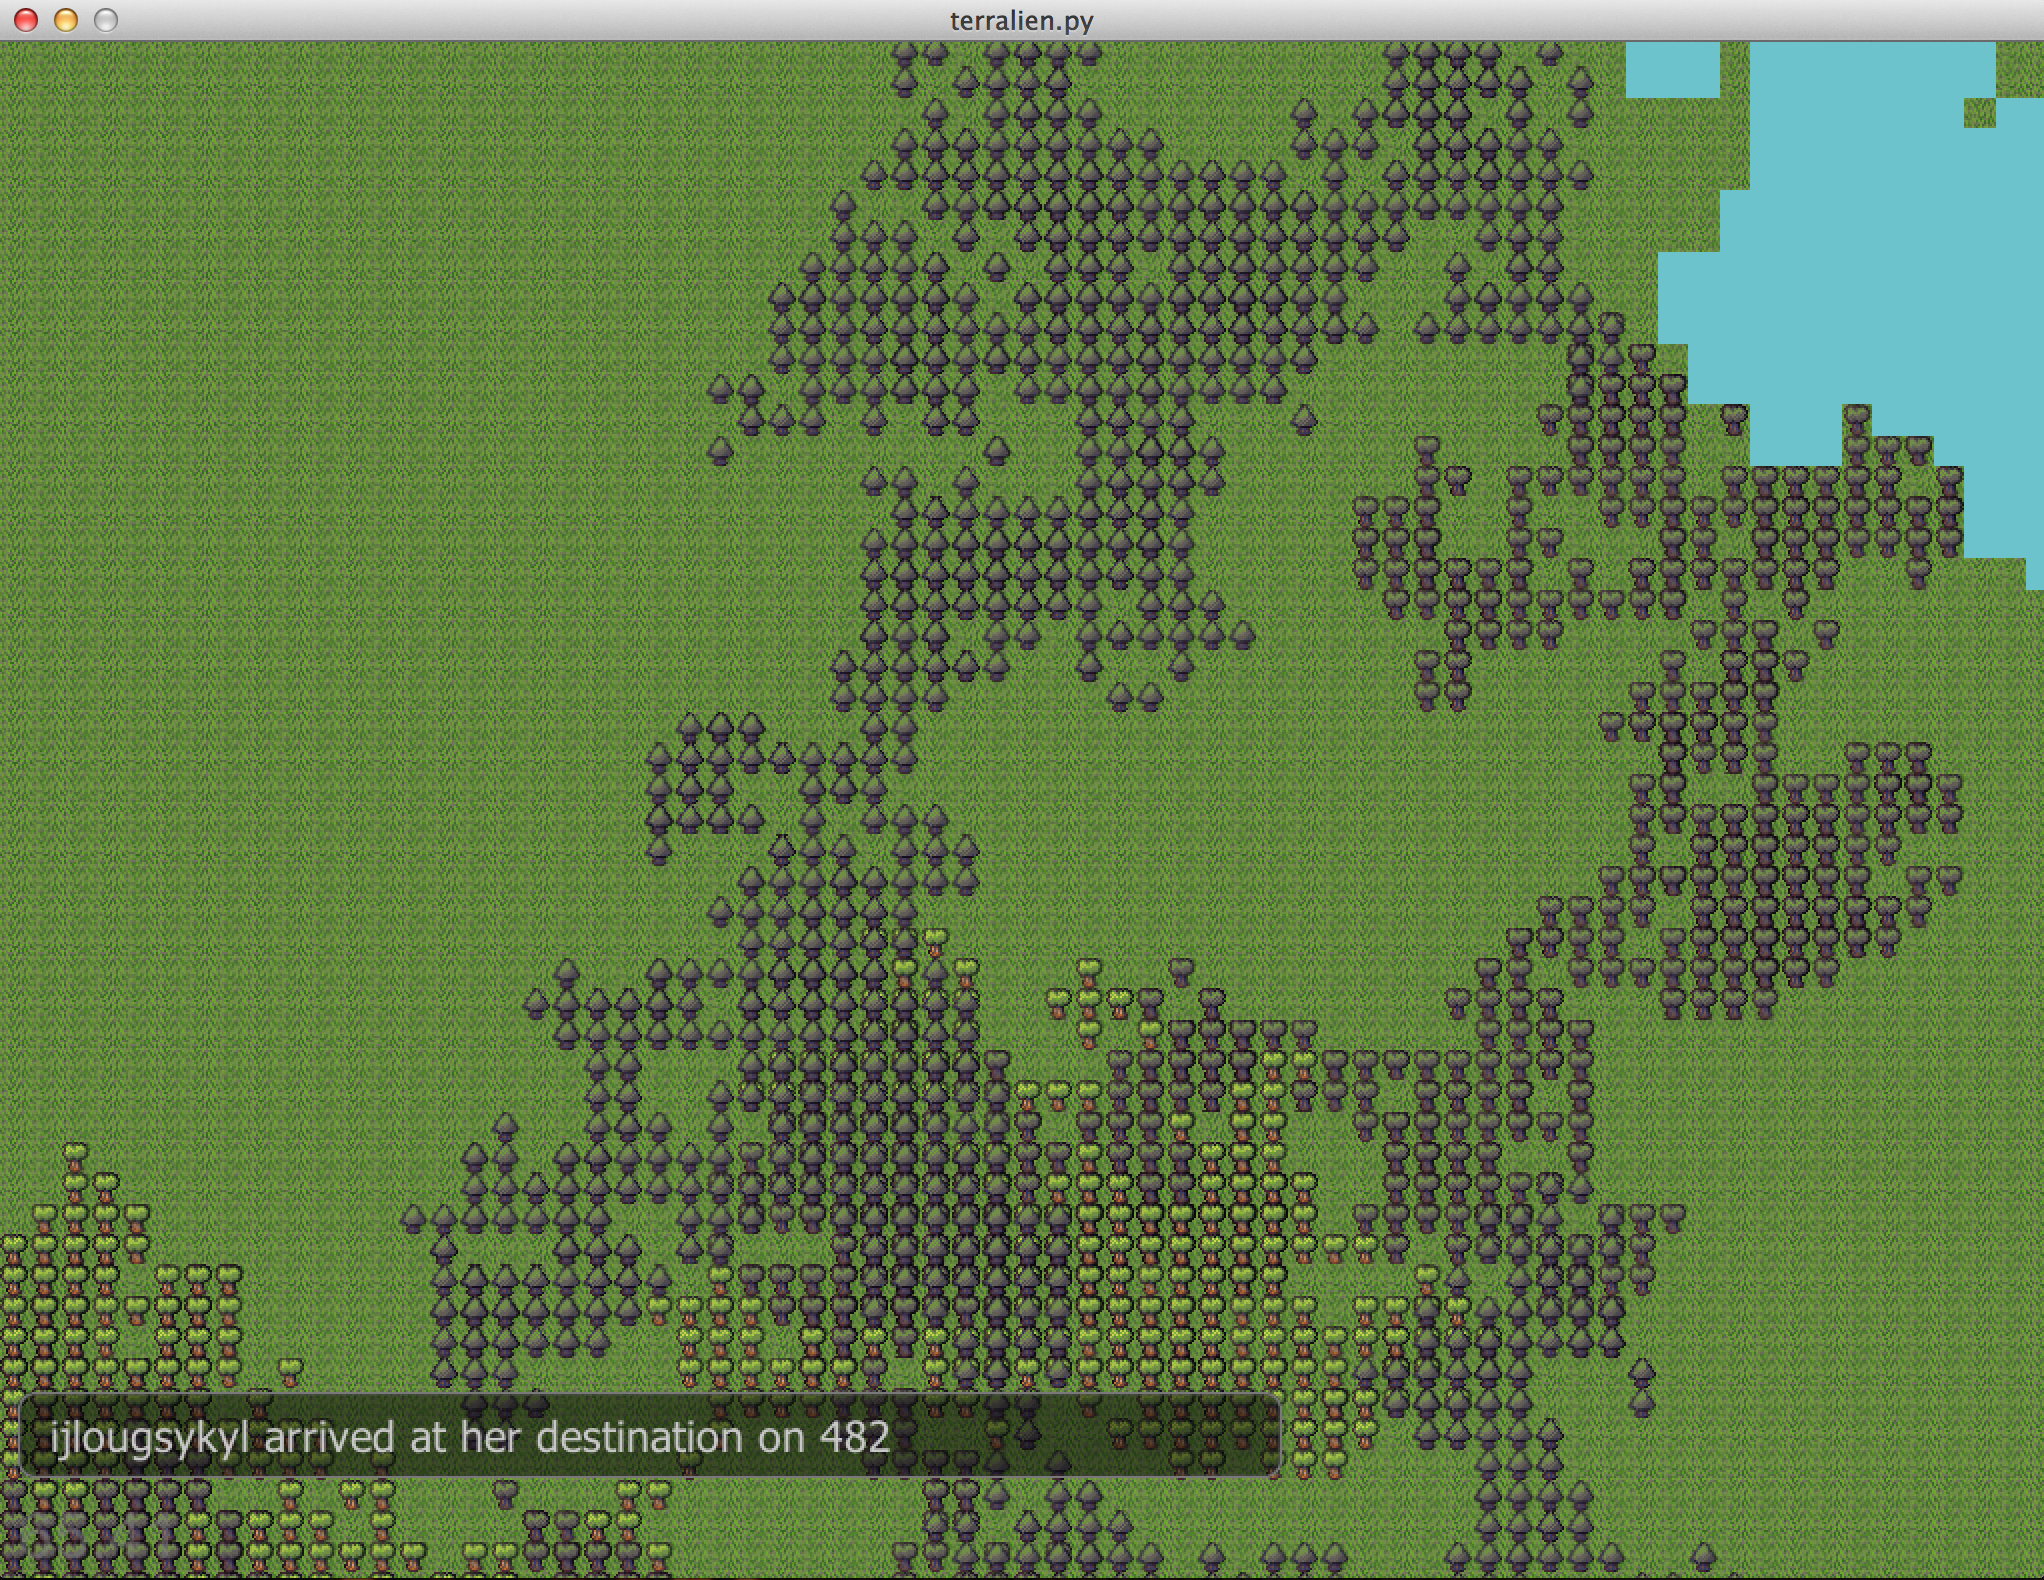 terralien.py
ijlougsykyl arrived at her destination on 482